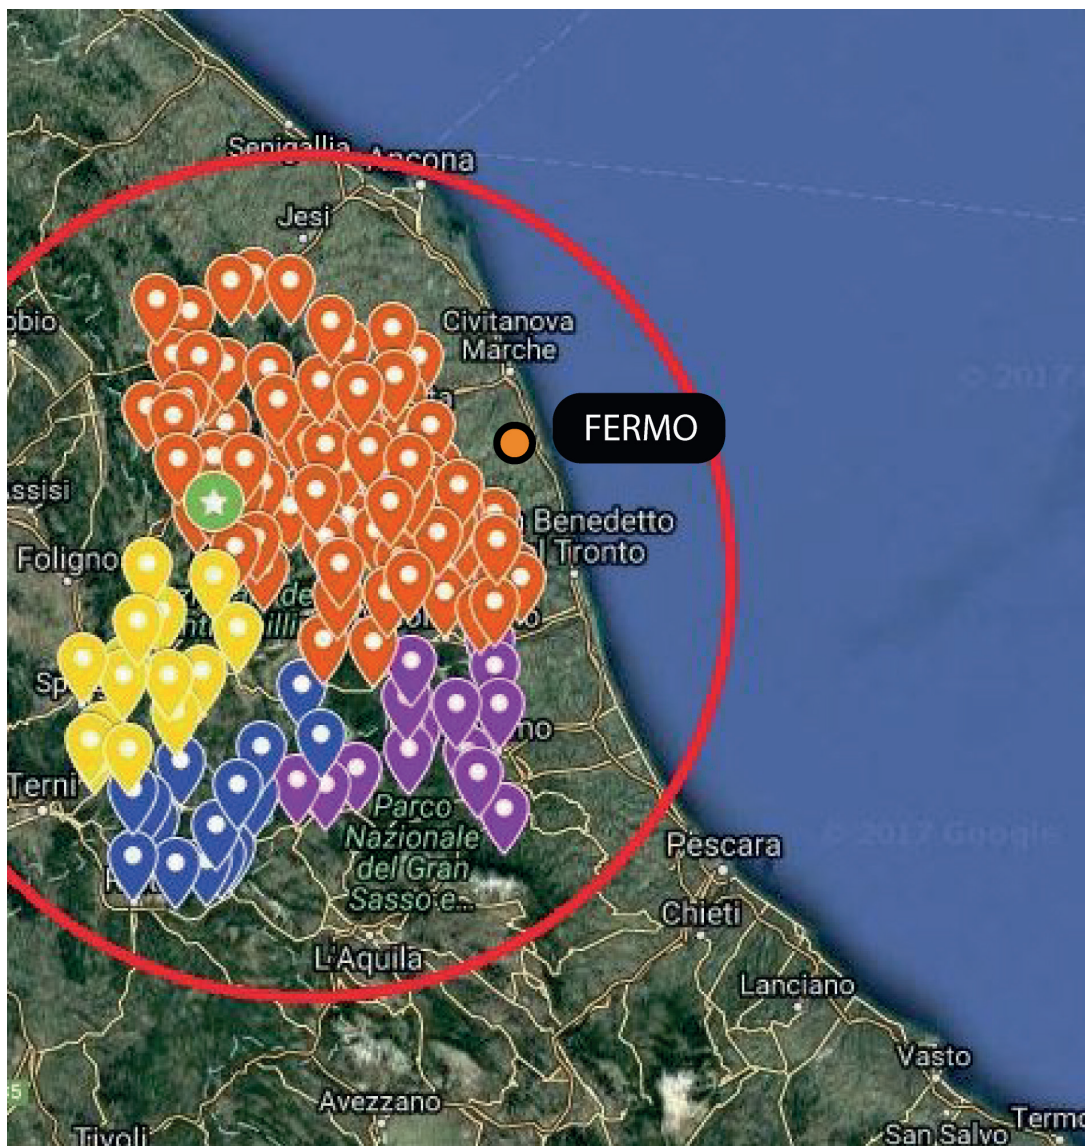 Senigallia
Ancona
Jesi
obio
Civitanova
Marche
FERMO
Assisi
Benedetto
Tronto
Foligno
Terni
Parco
Nazionale
del Gran
Sasso e...
Pescara
Chieti
L'Aquila
Lanciano
Vasto
Avezzano
Tivoli
San Salvo
Termo
© 2017
© 2017 Google